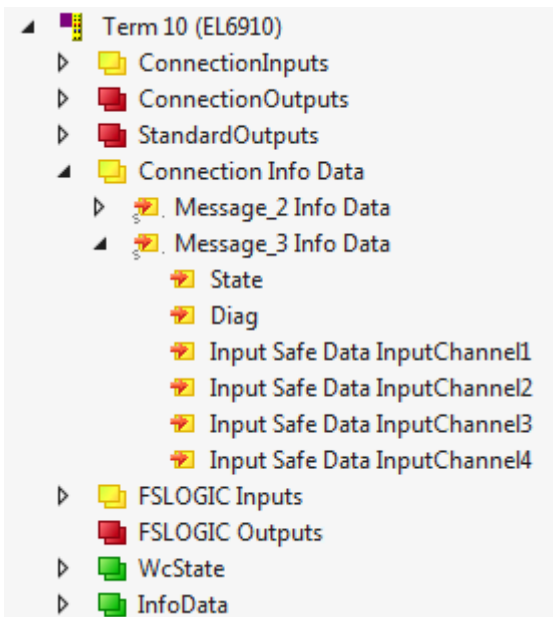 Term 10 (EL6910)
ConnectionInputs
ConnectionOutputs
StandardOutputs
Connection Info Data
Message_2 Info Data
Message_3 Info Data
State
Diag
Input Safe Data InputChannel1
Input Safe Data InputChannel2
Input Safe Data InputChannel3
Input Safe Data InputChannel4
FSLOGIC Inputs
FSLOGIC Outputs
WcState
InfoData